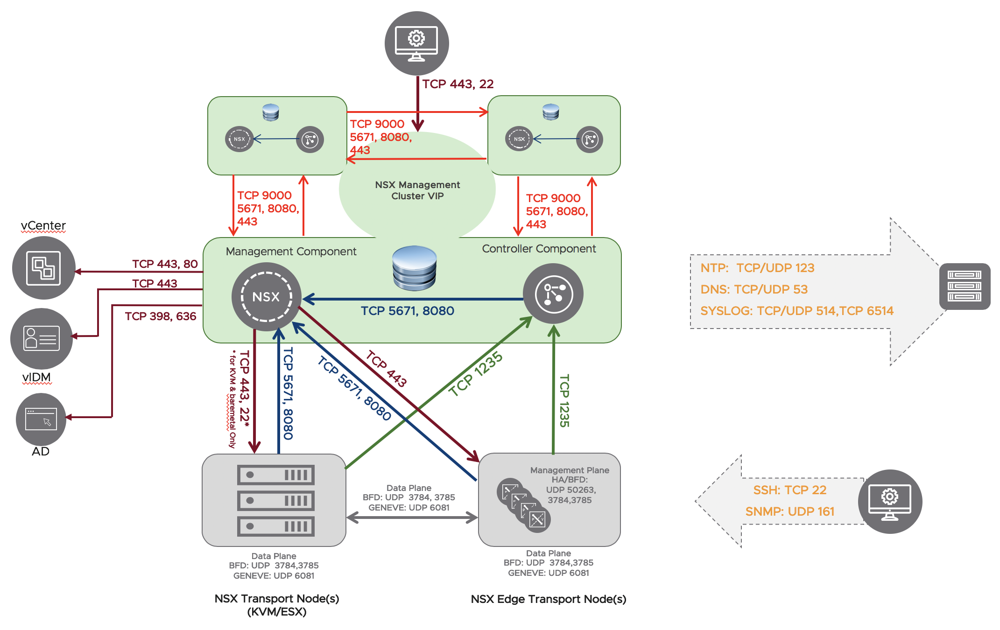 TCP 443, 22
NSX
NSX
TCP 9000
5671, 8080,
443
NSX Management
Cluster VIP
TCP 9000
5671, 8080,
443
TCP 9000
5671, 8080,
443
vCenter
TCP 443, 80
TCP 443
TCP 398, 636
vIDM
AD
Management Component
Controller Component
NSX
TCP 5671, 8080
TCP 443, 22*
* for KVM & baremetal Only
TCP 5671, 8080
TCP 5671, 8080
TCP 443
TCP 1235
TCP 1235
NTP:  TCP/UDP 123
DNS: TCP/UDP 53
SYSLOG: TCP/UDP 514,TCP 6514
SSH: TCP 22
SNMP: UDP 161
Data Plane
BFD: UDP  3784, 3785
GENEVE: UDP 6081
Management Plane
HA/BFD:
UDP 50263,
3784,3785
P
P
P
P V
Data Plane
BFD: UDP  3784,3785
GENEVE: UDP 6081
Data Plane
BFD: UDP  3784,3785
GENEVE: UDP 6081
NSX Transport Node(s)
(KVM/ESX)
NSX Edge Transport Node(s)